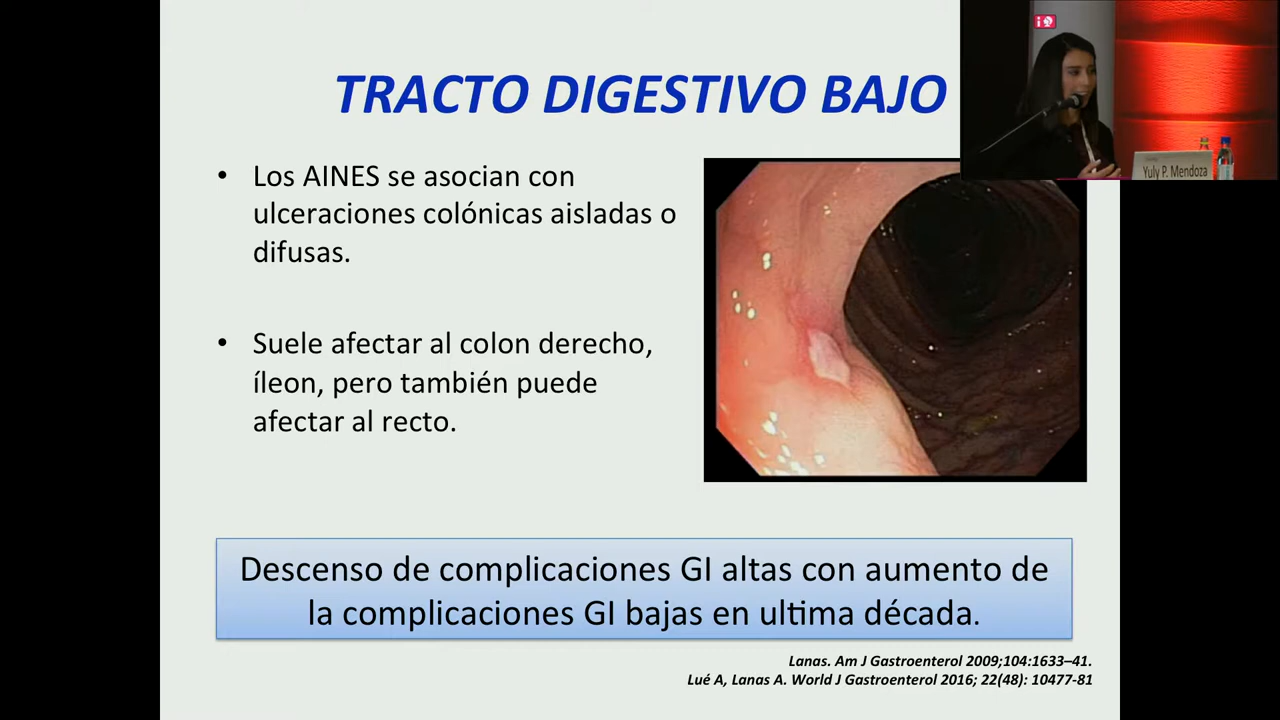 TRACTO DIGESTIVO BAJO
• Los AINES se asocian con
ulceraciones colónicas aisladas o
difusas.
• Suele afectar al colon derecho,
íleon, pero también puede
afectar al recto.
Descenso de complicaciones GI altas con aumento de
la complicaciones GI bajas en ultima década.
Lanas. Am J Gastroenterol 2009;104:1633–41.
Lué A, Lanas A. World J Gastroenterol 2016; 22(48): 10477-81
Yuly P. Mendoza